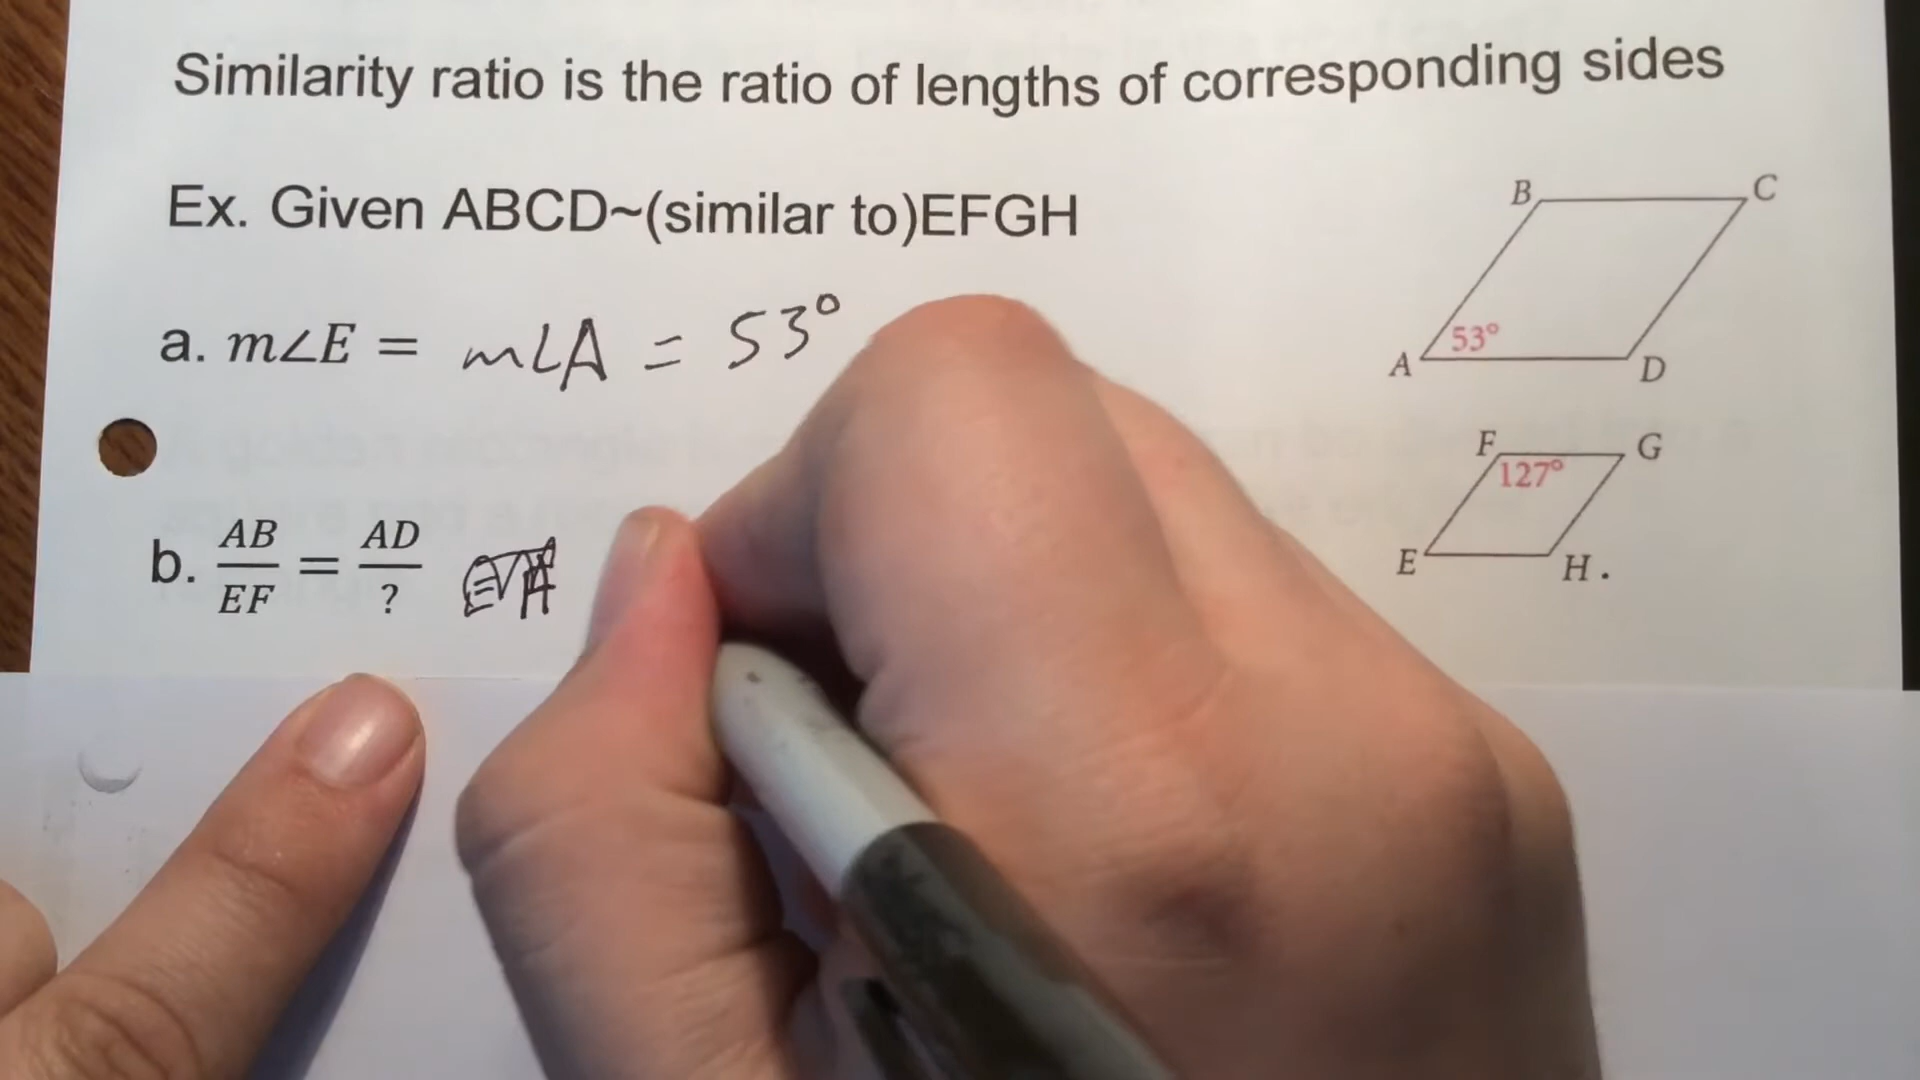 Similarity ratio is the ratio of lengths of corresponding sides
Ex. Given ABCD~(similar to)EFGH
a. m∠E = m∠A = 53°
b. AB/EF = AD/?
B C
53°
A D
F G
127°
E H.